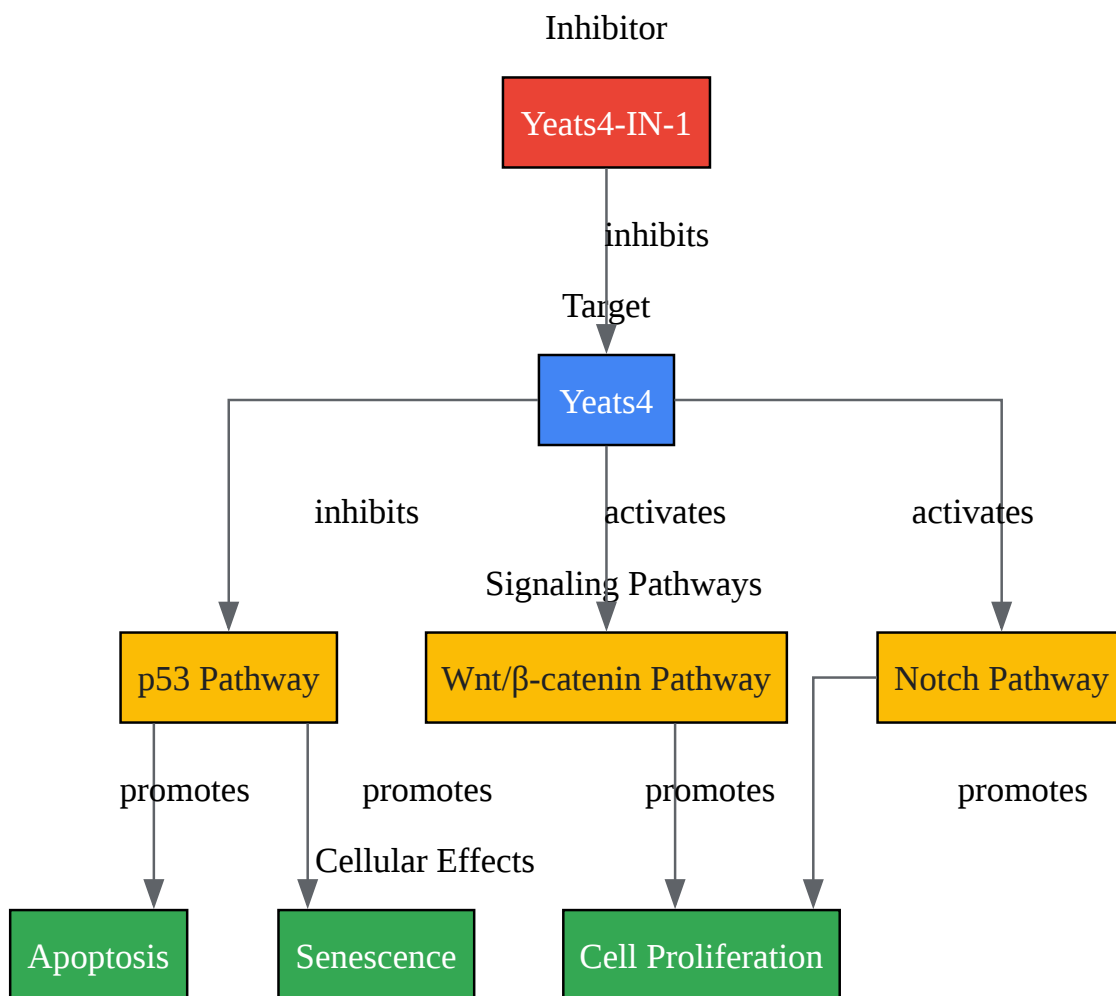 Inhibitor
Yeats4-IN-1
inhibits
Target
Yeats4
inhibits
activates
activates
Signaling Pathways
p53 Pathway
Wnt/β-catenin Pathway
Notch Pathway
promotes
promotes
promotes
promotes
Cellular Effects
Apoptosis
Senescence
Cell Proliferation